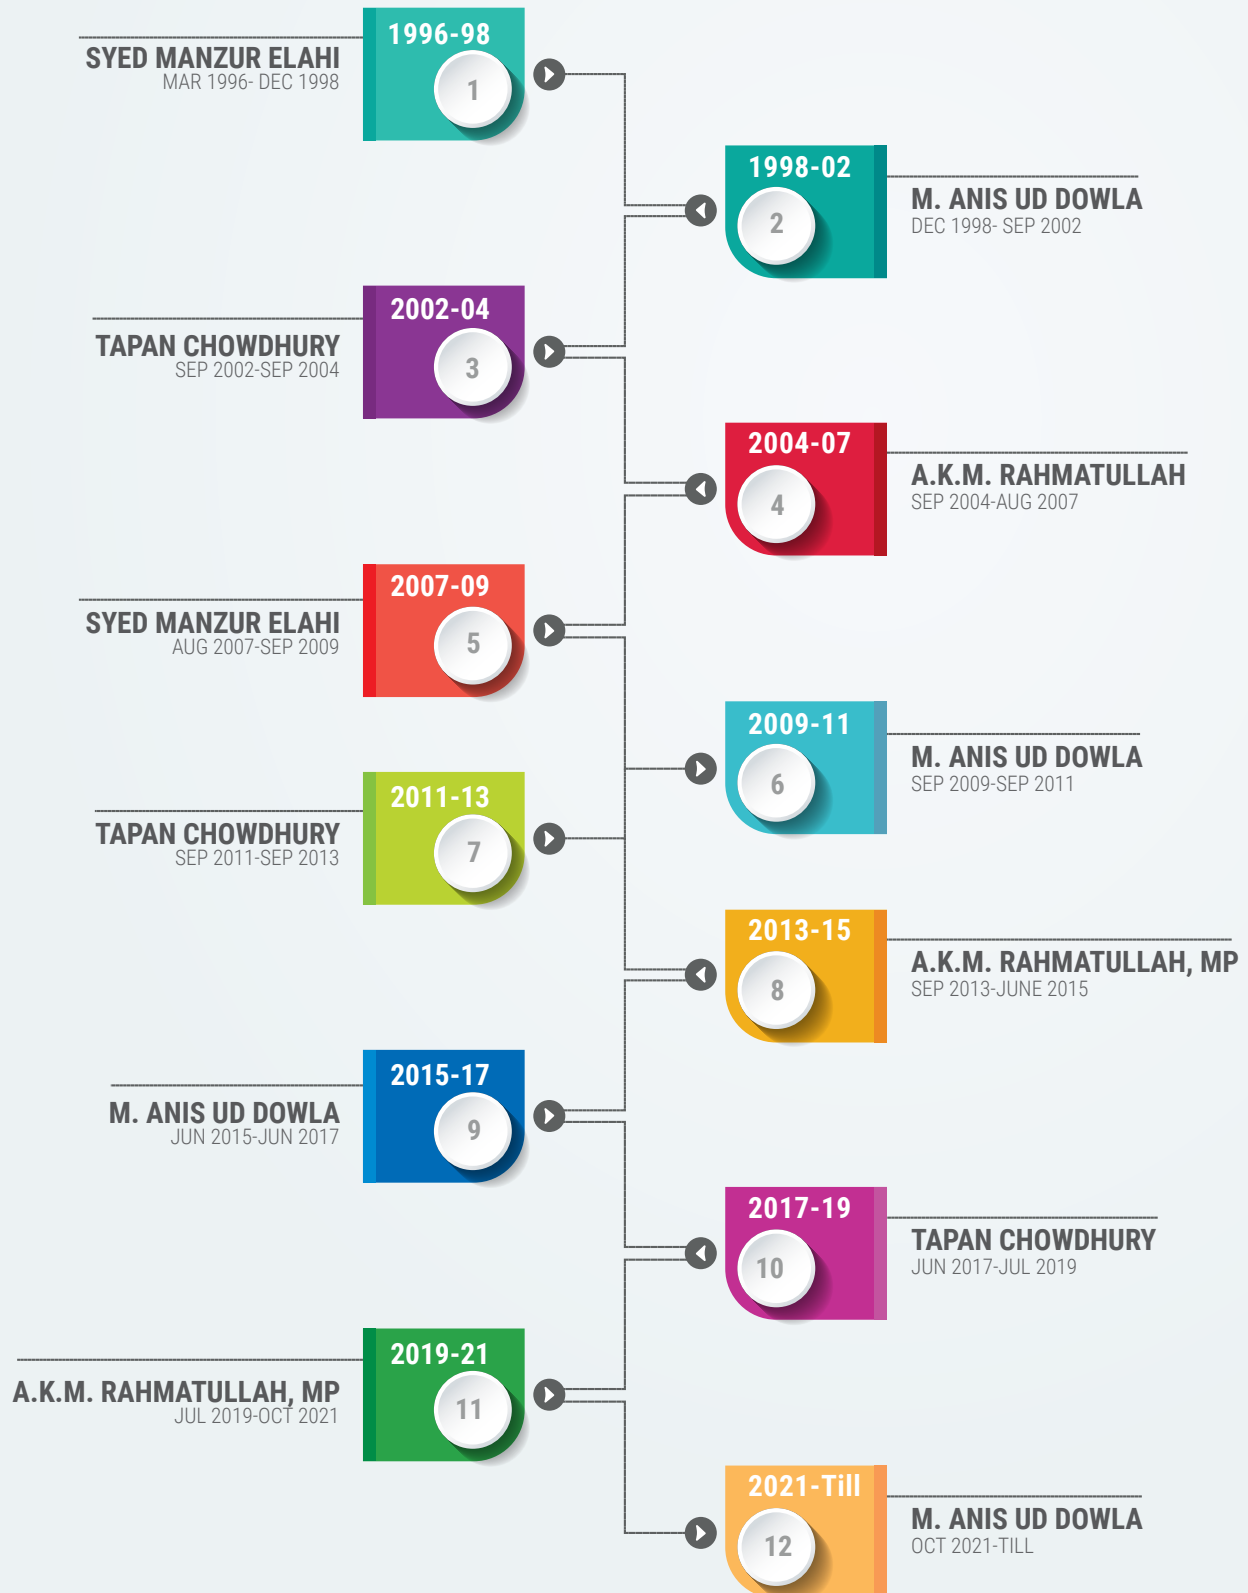 1996-98
SYED MANZUR ELAHI
MAR 1996- DEC 1998
1
1998-02
M. ANIS UD DOWLA
DEC 1998- SEP 2002
2
2002-04
TAPAN CHOWDHURY
SEP 2002-SEP 2004
3
2004-07
A.K.M. RAHMATULLAH
SEP 2004-AUG 2007
4
2007-09
SYED MANZUR ELAHI
AUG 2007-SEP 2009
5
2009-11
M. ANIS UD DOWLA
SEP 2009-SEP 2011
6
2011-13
TAPAN CHOWDHURY
SEP 2011-SEP 2013
7
2013-15
A.K.M. RAHMATULLAH, MP
SEP 2013-JUNE 2015
8
2015-17
M. ANIS UD DOWLA
JUN 2015-JUN 2017
9
2017-19
TAPAN CHOWDHURY
JUN 2017-JUL 2019
10
2019-21
A.K.M. RAHMATULLAH, MP
JUL 2019-OCT 2021
11
2021-Till
M. ANIS UD DOWLA
OCT 2021-TILL
12